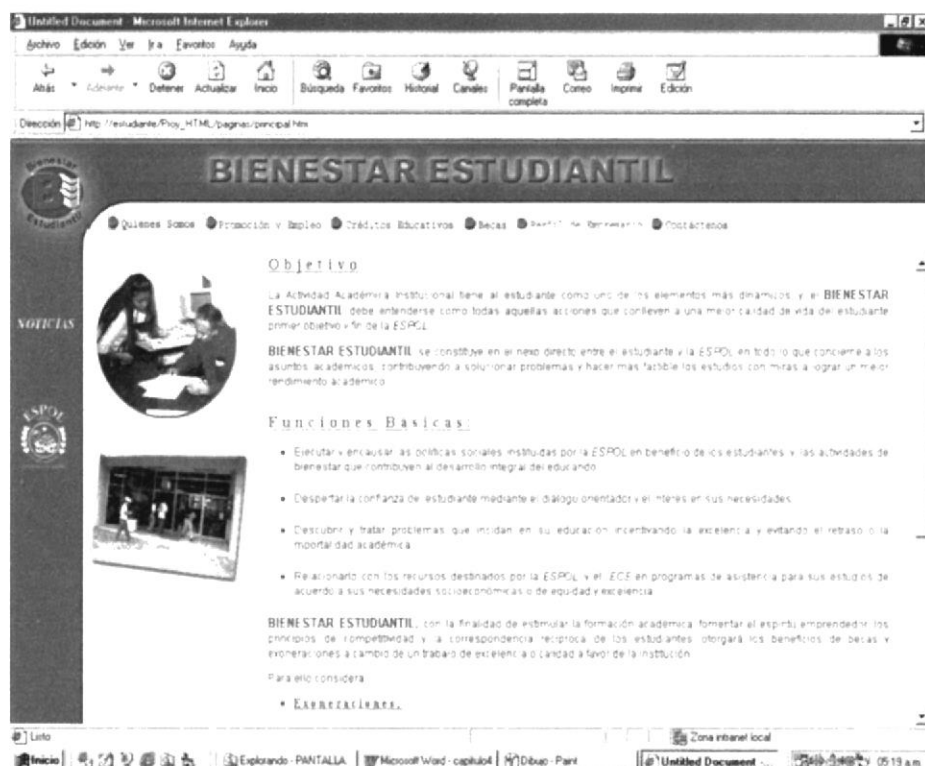 Untitled Document - Microsoft Internet Explorer
Archivo Edición Ver Ir a Favoritos Ayuda
Atrás Adelante Detener Actualizar Inicio Búsqueda Favoritos Historial Canales Pantalla completa Correo Imprimir Edición
Dirección http://estudiante/Proy_HTML/paginas/principal.htm
Bienestar
Estudiantil
BIENESTAR ESTUDIANTIL
Quienes Somos Promoción y Empleo Créditos Educativos Becas Perfil de Empresario Contáctenos
NOTICIAS
ESPOL
Objetivo
La Actividad Académica Institucional tiene al estudiante como uno de los elementos más dinámicos y el BIENESTAR
ESTUDIANTIL debe entenderse como todas aquellas acciones que conlleven a una mejor calidad de vida del estudiante
primer objetivo y fin de la ESPOL
BIENESTAR ESTUDIANTIL se constituye en el nexo directo entre el estudiante y la ESPOL en todo lo que concierne a los
asuntos académicos, contribuyendo a solucionar problemas y hacer más factible los estudios con miras a lograr un mejor
rendimiento académico
Funciones Basicas:
Ejecutar y encausar las políticas sociales instituidas por la ESPOL en beneficio de los estudiantes y las actividades de
bienestar que contribuyen al desarrollo integral del educando
Despertar la confianza del estudiante mediante el diálogo orientador y el interes en sus necesidades
Descubrir y tratar problemas que incidan en su educación incentivando la excelencia y evitando el retraso o la
mortalidad académica
Relacionarlo con los recursos destinados por la ESPOL y el IECE en programas de asistencia para sus estudios de
acuerdo a sus necesidades socioeconómicas o de equidad y excelencia
BIENESTAR ESTUDIANTIL, con la finalidad de estimular la formación académica, fomentar el espíritu emprendedor, los
principios de competitividad y la correspondencia recíproca de los estudiantes, otorgará los beneficios de becas y
exoneraciones a cambio de un trabajo de excelencia o calidad a favor de la institución
Para ello considera
Exoneraciones.
Listo Zona intranet local
Inicio Explorando - PANTALLA Microsoft Word - capitulo4 Dibujo - Paint Untitled Document - ... 05:19 a.m.